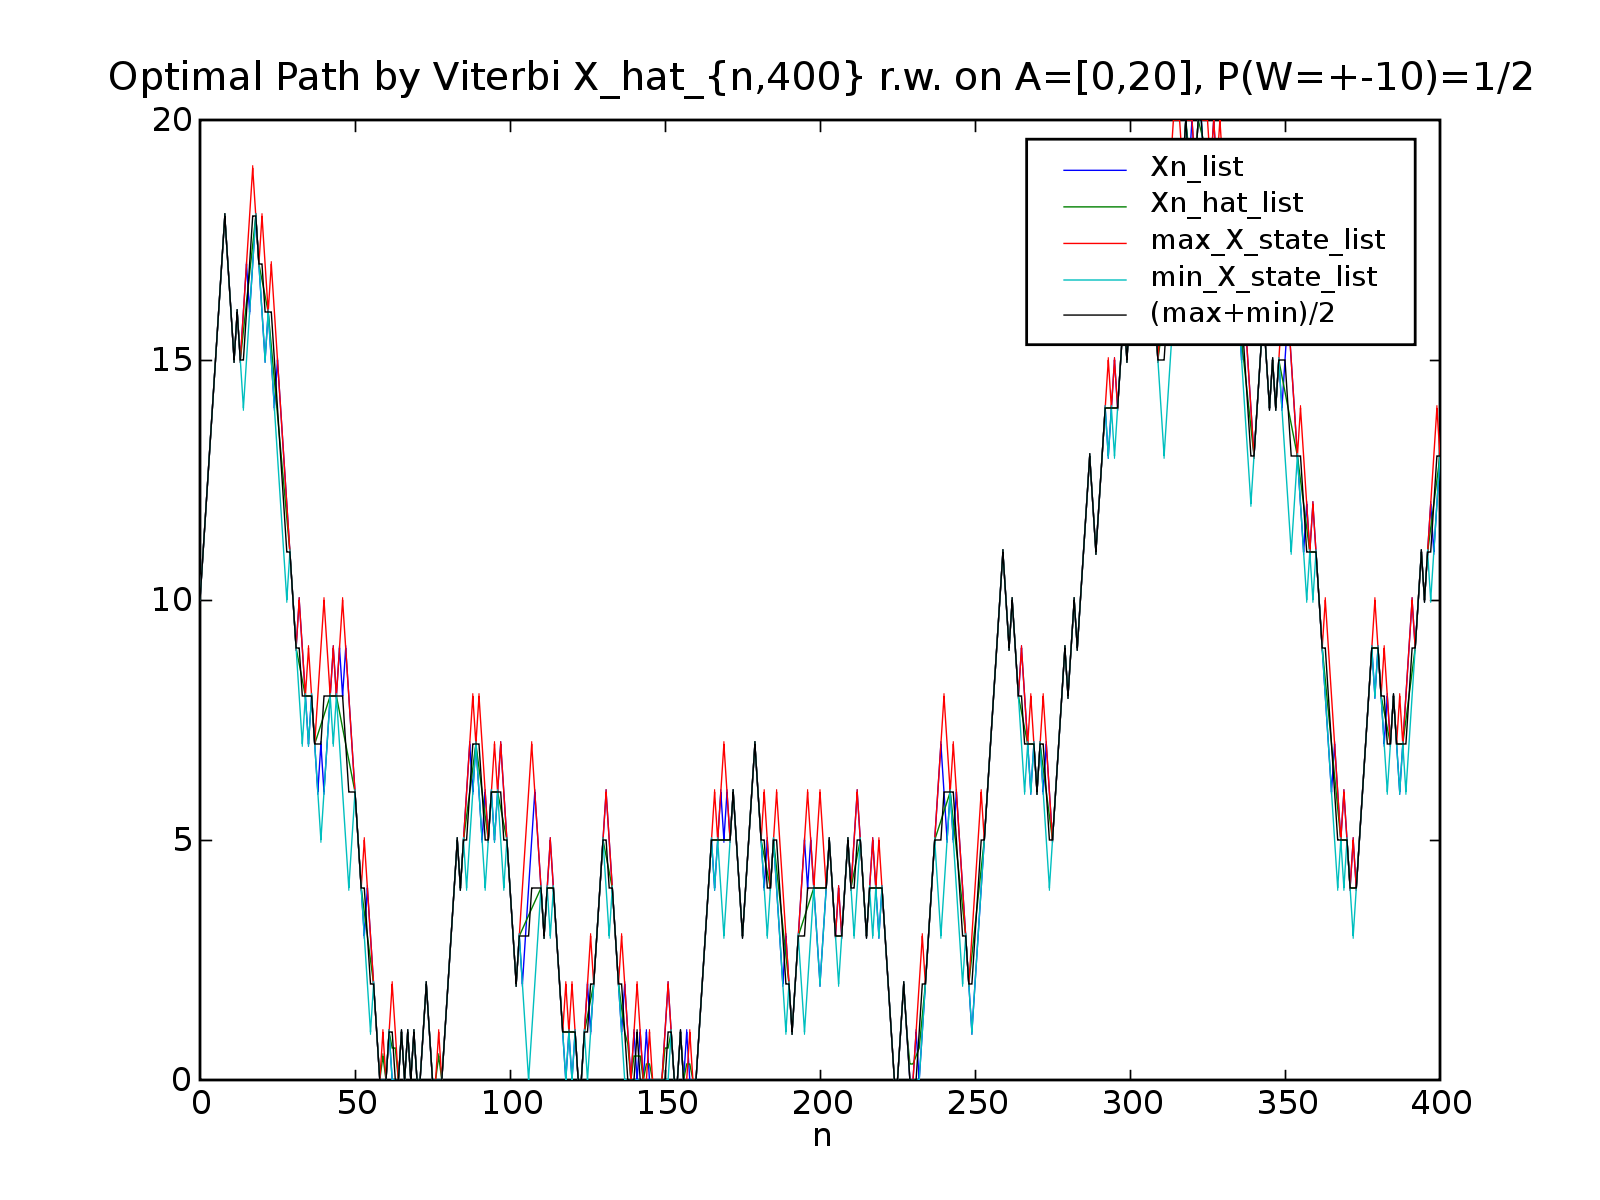 Optimal Path by Viterbi X_hat_{n,400} r.w. on A=[0,20], P(W=+-10)=1/2
20
15
10
5
0
Xn_list
Xn_hat_list
max_X_state_list
min_X_state_list
(max+min)/2
0 50 100 150 200 250 300 350 400
n